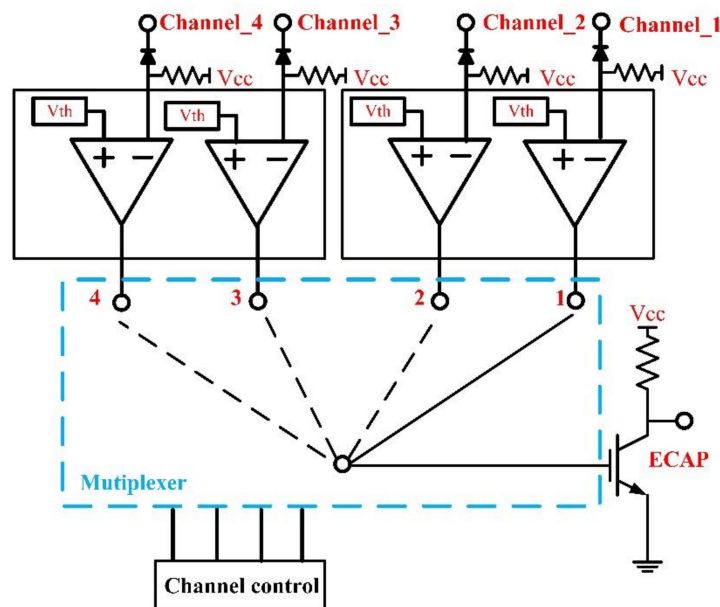 Channel_4 Channel_3 Channel_2 Channel_1
Vcc Vcc Vcc Vcc
Vth Vth Vth Vth
+ − + − + − + −
4 3 2 1
Vcc
ECAP
Mutiplexer
Channel control